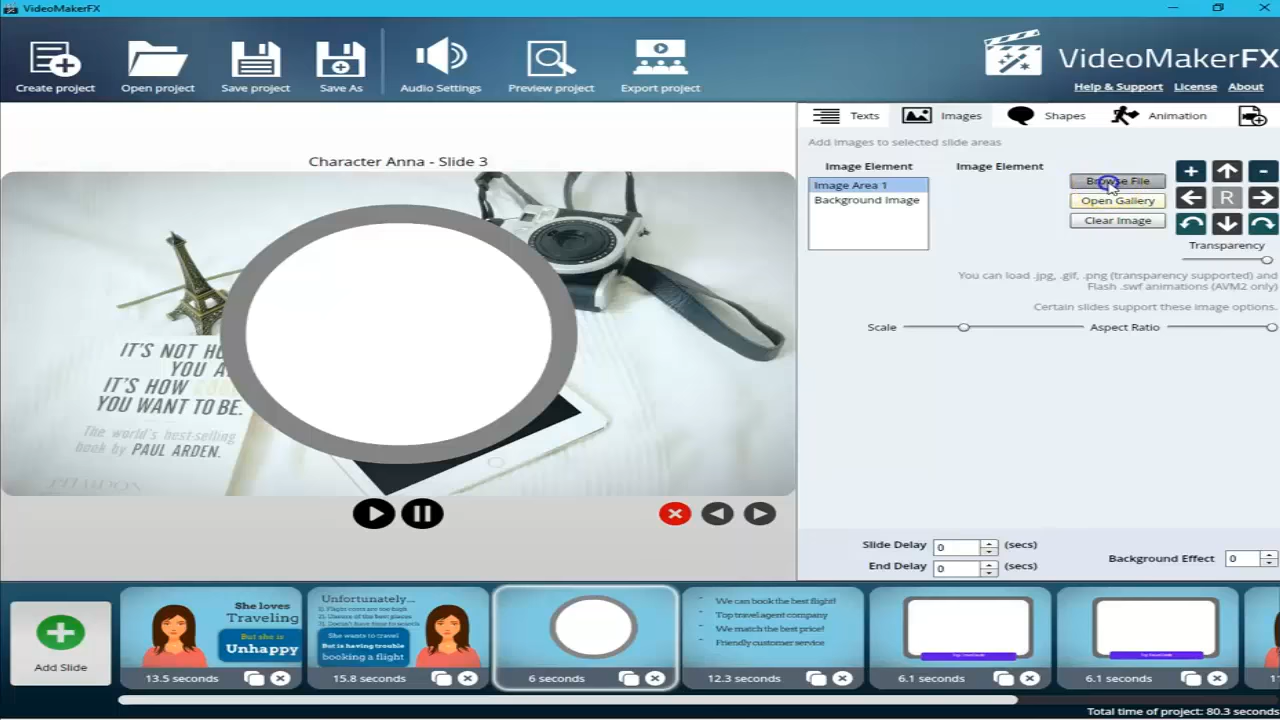 VideoMakerFX
Create project
Open project
Save project
Save As
Audio Settings
Preview project
Export project
VideoMakerFX
Help & Support
License
About
Texts
Images
Shapes
Animation
Add images to selected slide areas
Character Anna - Slide 3
Image Element
Image Element
Image Area 1
Background Image
Browse File
Open Gallery
Clear Image
+
-
R
Transparency
You can load .jpg, .gif, .png (transparency supported) and
Flash .swf animations (AVM2 only)
Certain slides support these image options.
Scale
Aspect Ratio
IT'S NOT
YOU
IT'S HOW
YOU WANT TO BE.
The world's best-selling
book by PAUL ARDEN.
PHAIDON
Slide Delay 0 (secs)
End Delay 0 (secs)
Background Effect 0
Add Slide
She loves
Traveling
But she is
Unhappy
13.5 seconds
Unfortunately...
She wants to travel
But is having trouble
booking a flight
15.8 seconds
6 seconds
- We can book the best flight!
- Top travel agent company
- We match the best price!
- Friendly customer service
12.3 seconds
6.1 seconds
6.1 seconds
Total time of project: 80.3 seconds